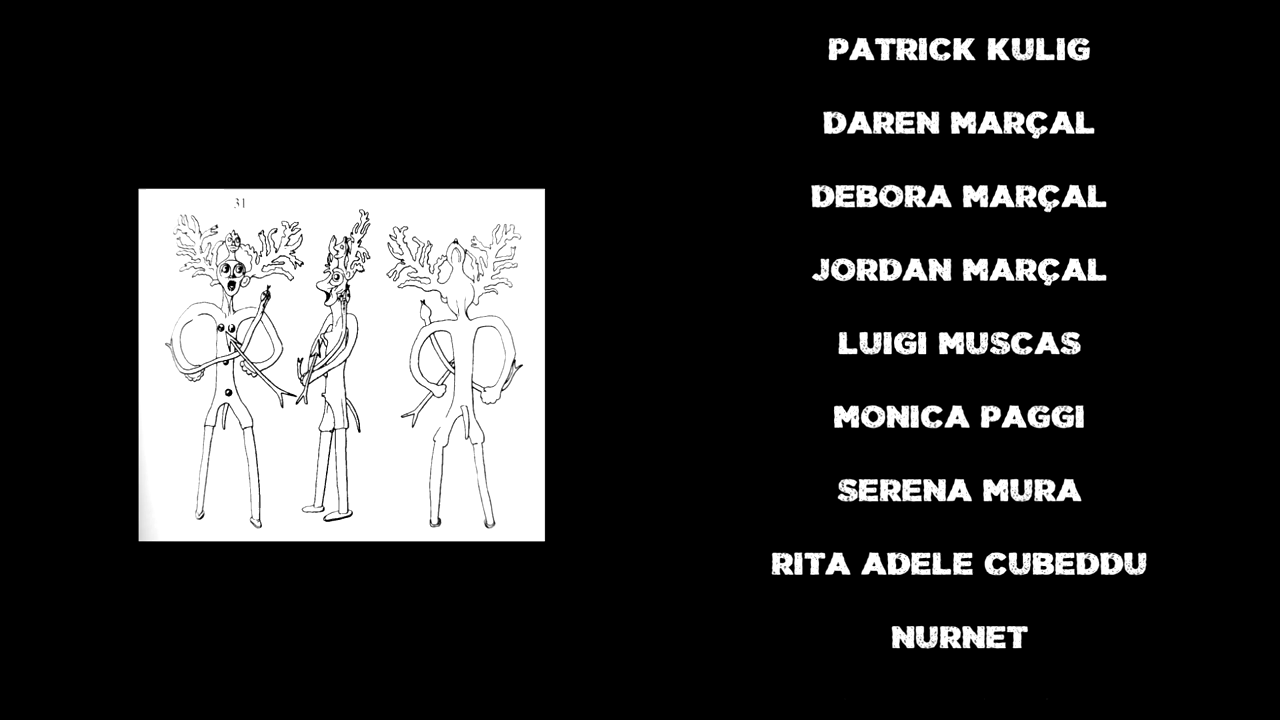 31
PATRICK KULIG
DAREN MARÇAL
DEBORA MARÇAL
JORDAN MARÇAL
LUIGI MUSCAS
MONICA PAGGI
SERENA MURA
RITA ADELE CUBEDDU
NURNET